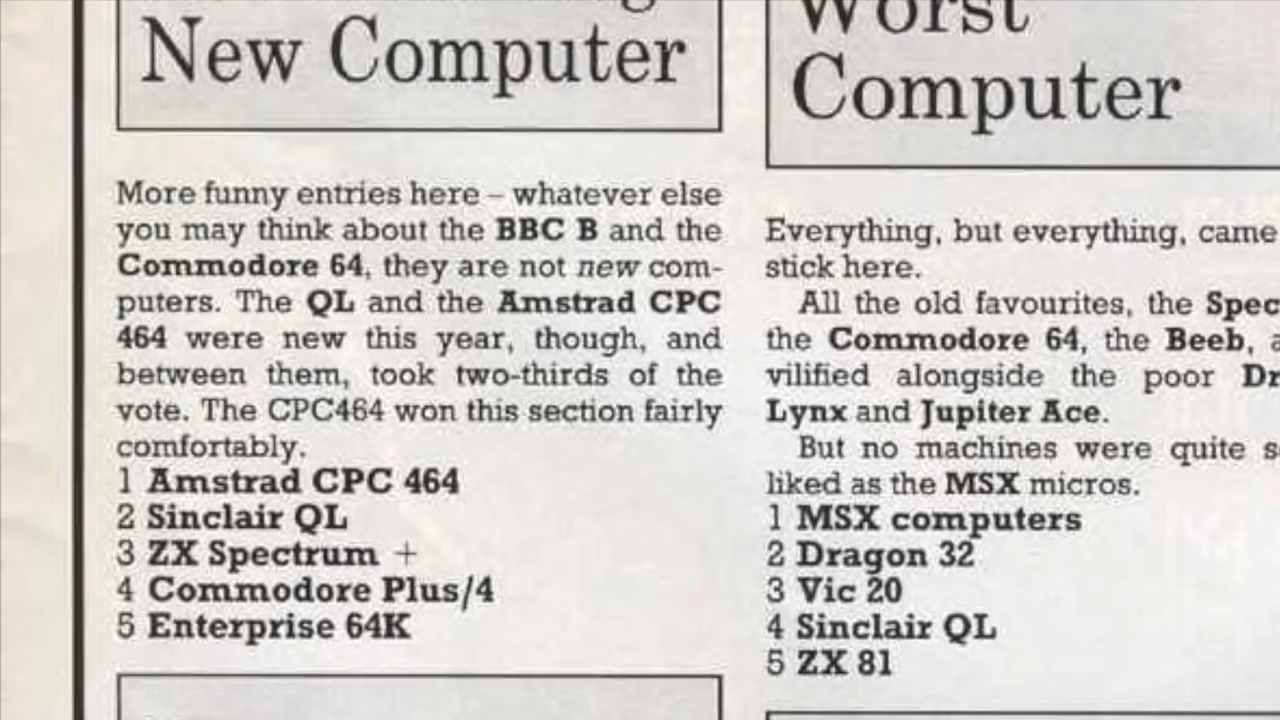 New Computer
More funny entries here – whatever else
you may think about the BBC B and the
Commodore 64, they are not new com-
puters. The QL and the Amstrad CPC
464 were new this year, though, and
between them, took two-thirds of the
vote. The CPC464 won this section fairly
comfortably.
1 Amstrad CPC 464
2 Sinclair QL
3 ZX Spectrum +
4 Commodore Plus/4
5 Enterprise 64K
Worst
Computer
Everything, but everything, came
stick here.
All the old favourites, the Spec
the Commodore 64, the Beeb, a
vilified alongside the poor Dr
Lynx and Jupiter Ace.
But no machines were quite s
liked as the MSX micros.
1 MSX computers
2 Dragon 32
3 Vic 20
4 Sinclair QL
5 ZX 81